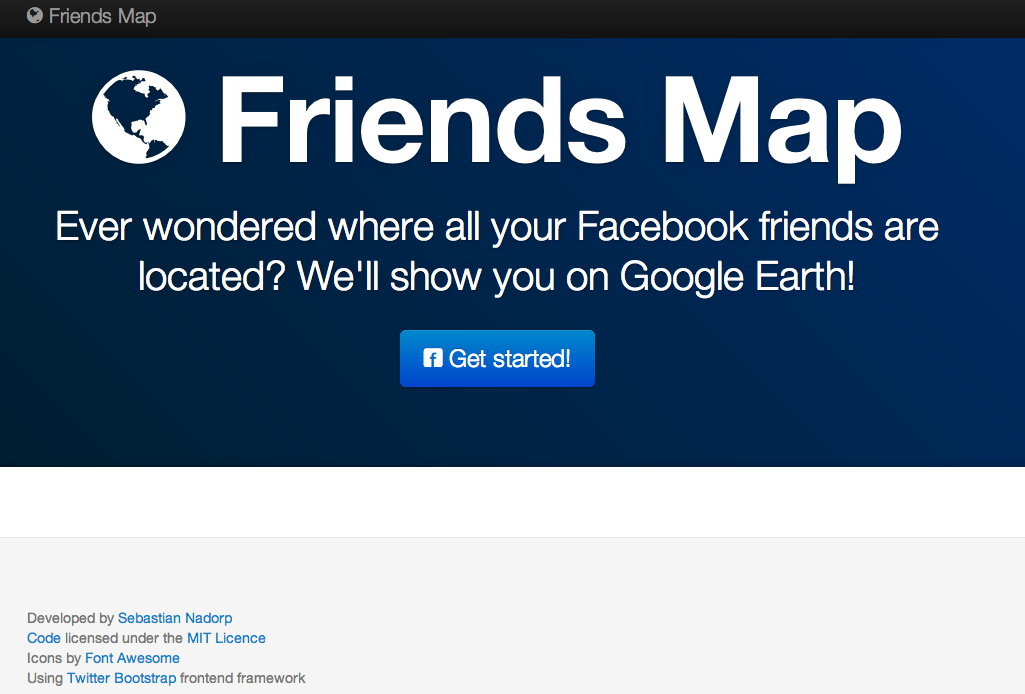 Friends Map
Friends Map
Ever wondered where all your Facebook friends are
located? We'll show you on Google Earth!
Get started!
Developed by Sebastian Nadorp
Code licensed under the MIT Licence
Icons by Font Awesome
Using Twitter Bootstrap frontend framework